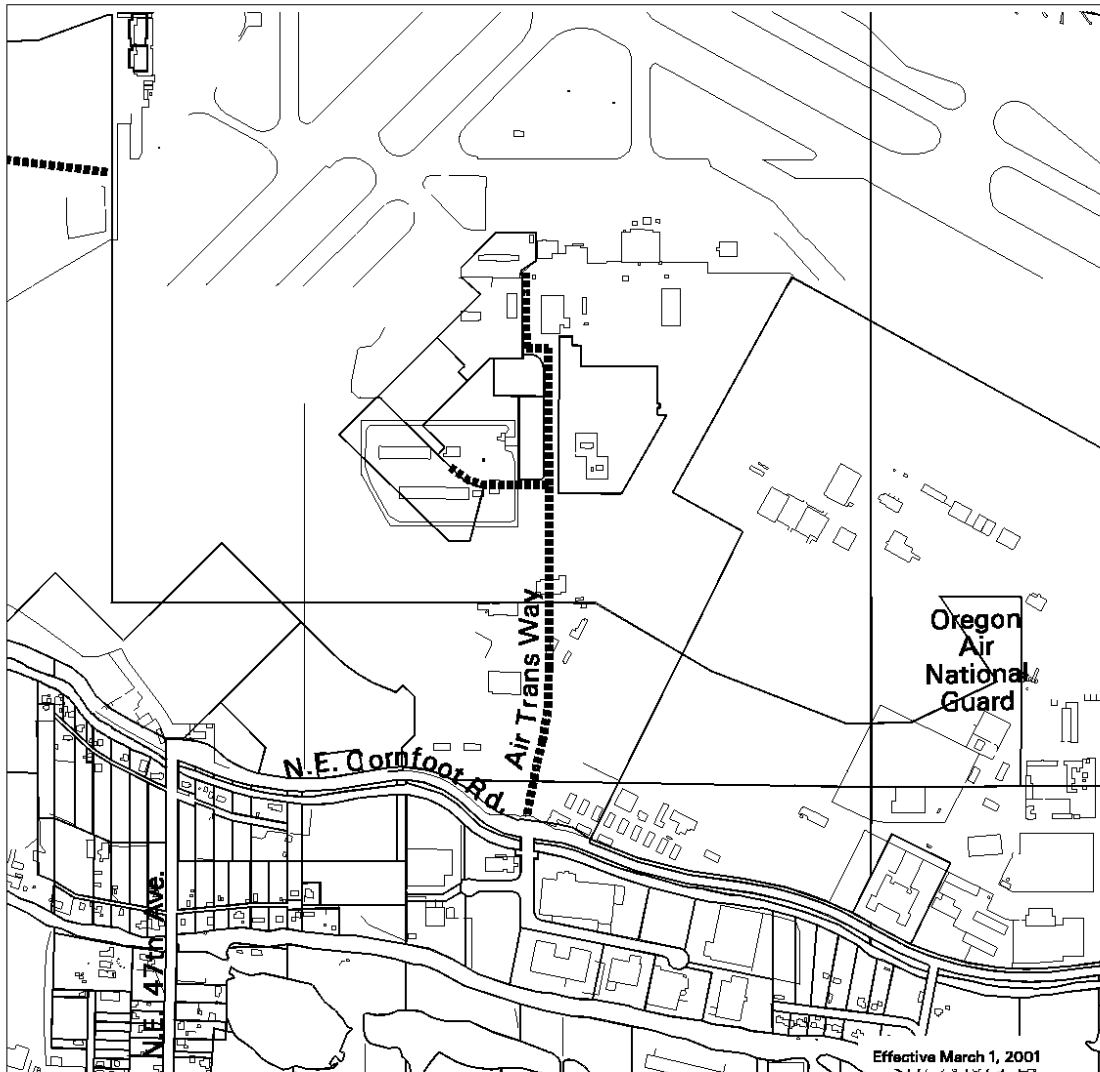 Oregon
Air
National
Guard
Air Trans Way
N.E. Cornfoot Rd.
N.E. 47th Ave.
Effective March 1, 2001